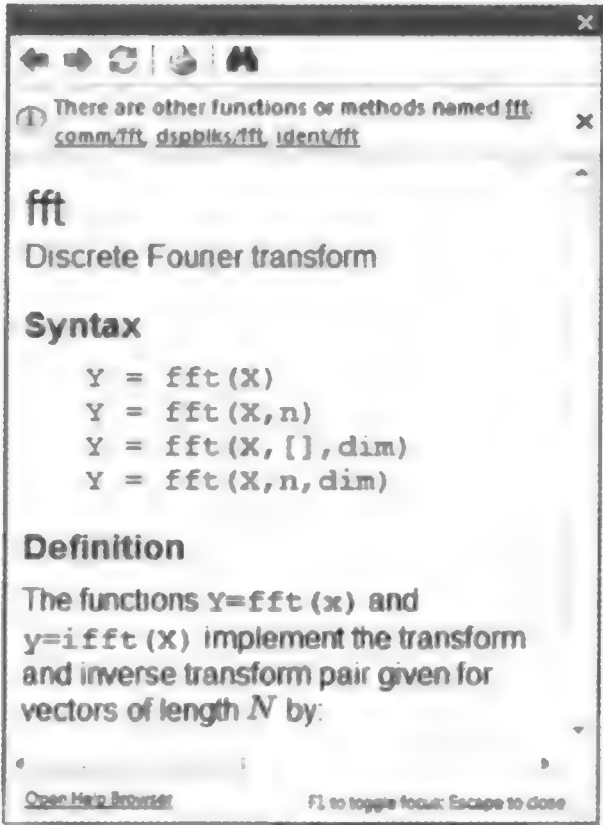 There are other functions or methods named fft.
comm/fft, dspblks/fft, ident/fft
fft
Discrete Fourier transform
Syntax
Y = fft(X)
Y = fft(X,n)
Y = fft(X,[],dim)
Y = fft(X,n,dim)
Definition
The functions Y=fft(x) and
y=ifft(X) implement the transform
and inverse transform pair given for
vectors of length N by:
Open Help Browser
F1 to toggle focus; Escape to close